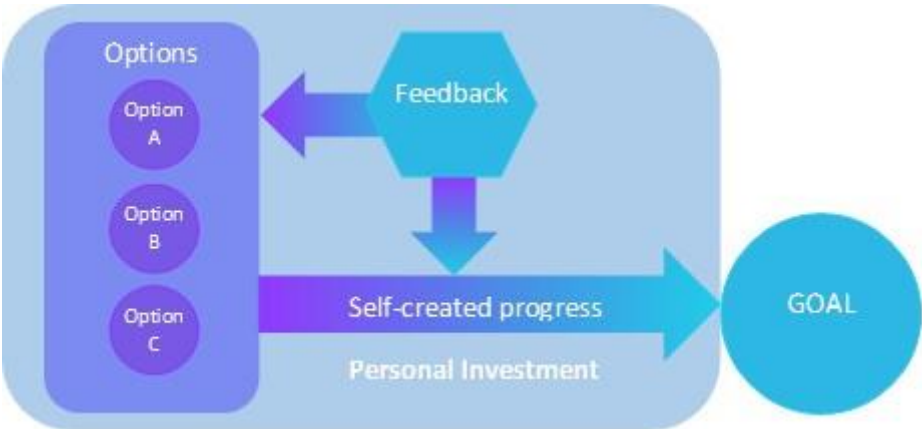 Options
Option
A
Option
B
Option
C
Feedback
Self-created progress
Personal Investment
GOAL